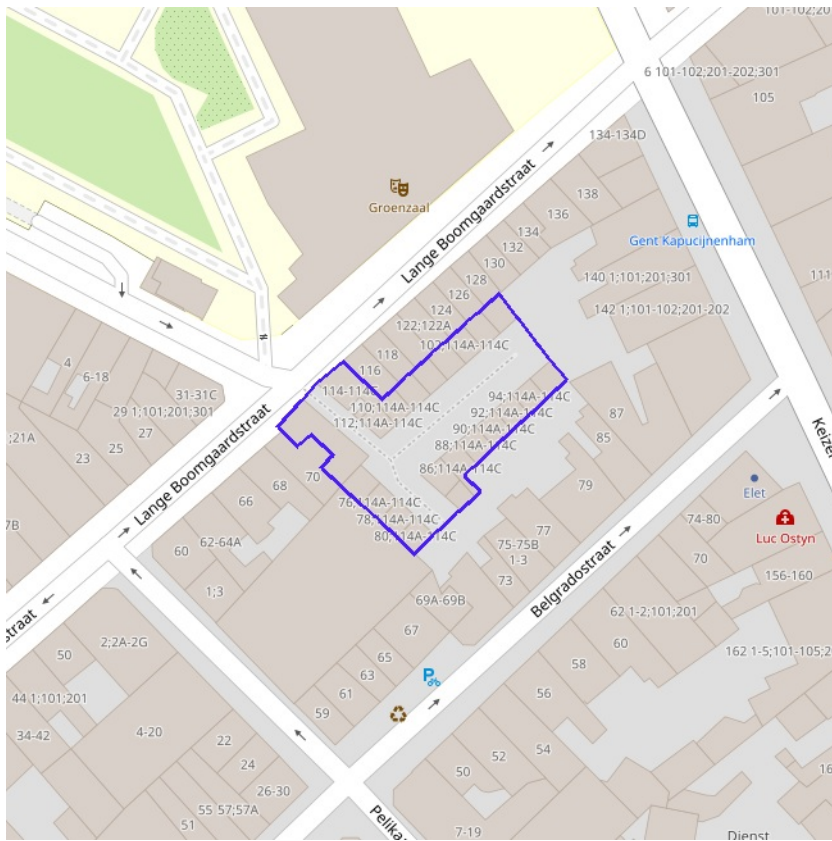 101-102;20
6 101-102;201-202;301
105
134-134D
Groenzaal
138
136
134
132
130
128
126
124
122;122A
Lange Boomgaardstraat
Gent Kapucijnenham
140 1;101;201;301
142 1;101-102;201-202
111
102;114A-114C
118
116
114-114C
110;114A-114C
112;114A-114C
94;114A-114C
92;114A-114C
90;114A-114C
88;114A-114C
86;114A-114C
4
6-18
31-31C
29 1;101;201;301
27
25
23
;21A
7B
Lange Boomgaardstraat
70
68
66
62-64A
60
1;3
76;114A-114C
78;114A-114C
80;114A-114C
87
85
79
77
75-75B
1-3
73
69A-69B
67
65
63
61
59
Belgradostraat
Keizer
Elet
Luc Ostyn
74-80
70
156-160
62 1-2;101;201
60
58
56
54
52
50
162 1-5;101-105;2
16
straat
2;2A-2G
50
44 1;101;201
34-42
4-20
22
24
26-30
55 57;57A
51
P
Pelika
7-19
Dienst